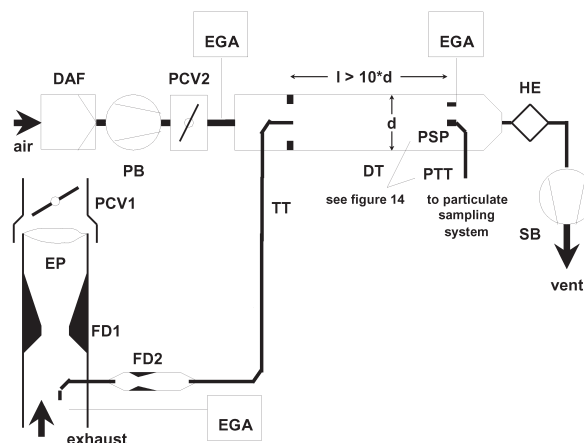 EGA
EGA
DAF
PCV2
l > 10*d
HE
air
d
PSP
PB
DT
PTT
PCV1
see figure 14
to particulate
sampling
system
TT
SB
EP
vent
FD1
FD2
EGA
exhaust